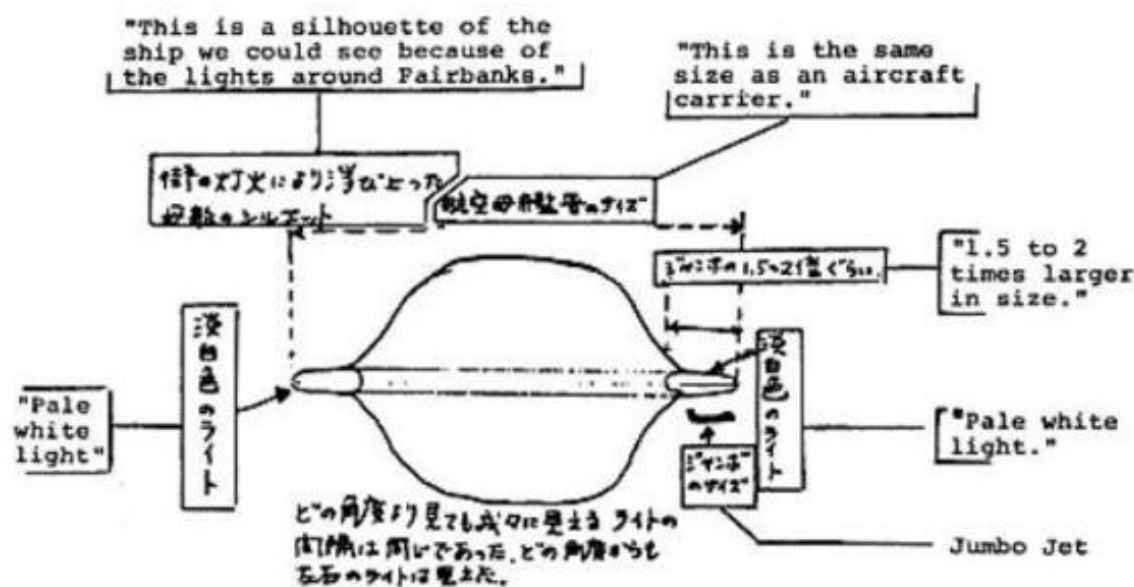 "This is a silhouette of the
ship we could see because of
the lights around Fairbanks."
"This is the same
size as an aircraft
carrier."
街の灯火により浮び上った
母船のシルエット
航空母艦並のサイズ
ジャンボの1.5〜2倍ぐらい
"1.5 to 2
times larger
in size."
淡白色のライト
"Pale
white
light"
淡白色のライト
"Pale white
light."
ジャンボ
のサイズ
Jumbo Jet
どの角度より見ても我々に見えるライトの
間隔は同じであった、どの角度からも
左右のライトは見えた。